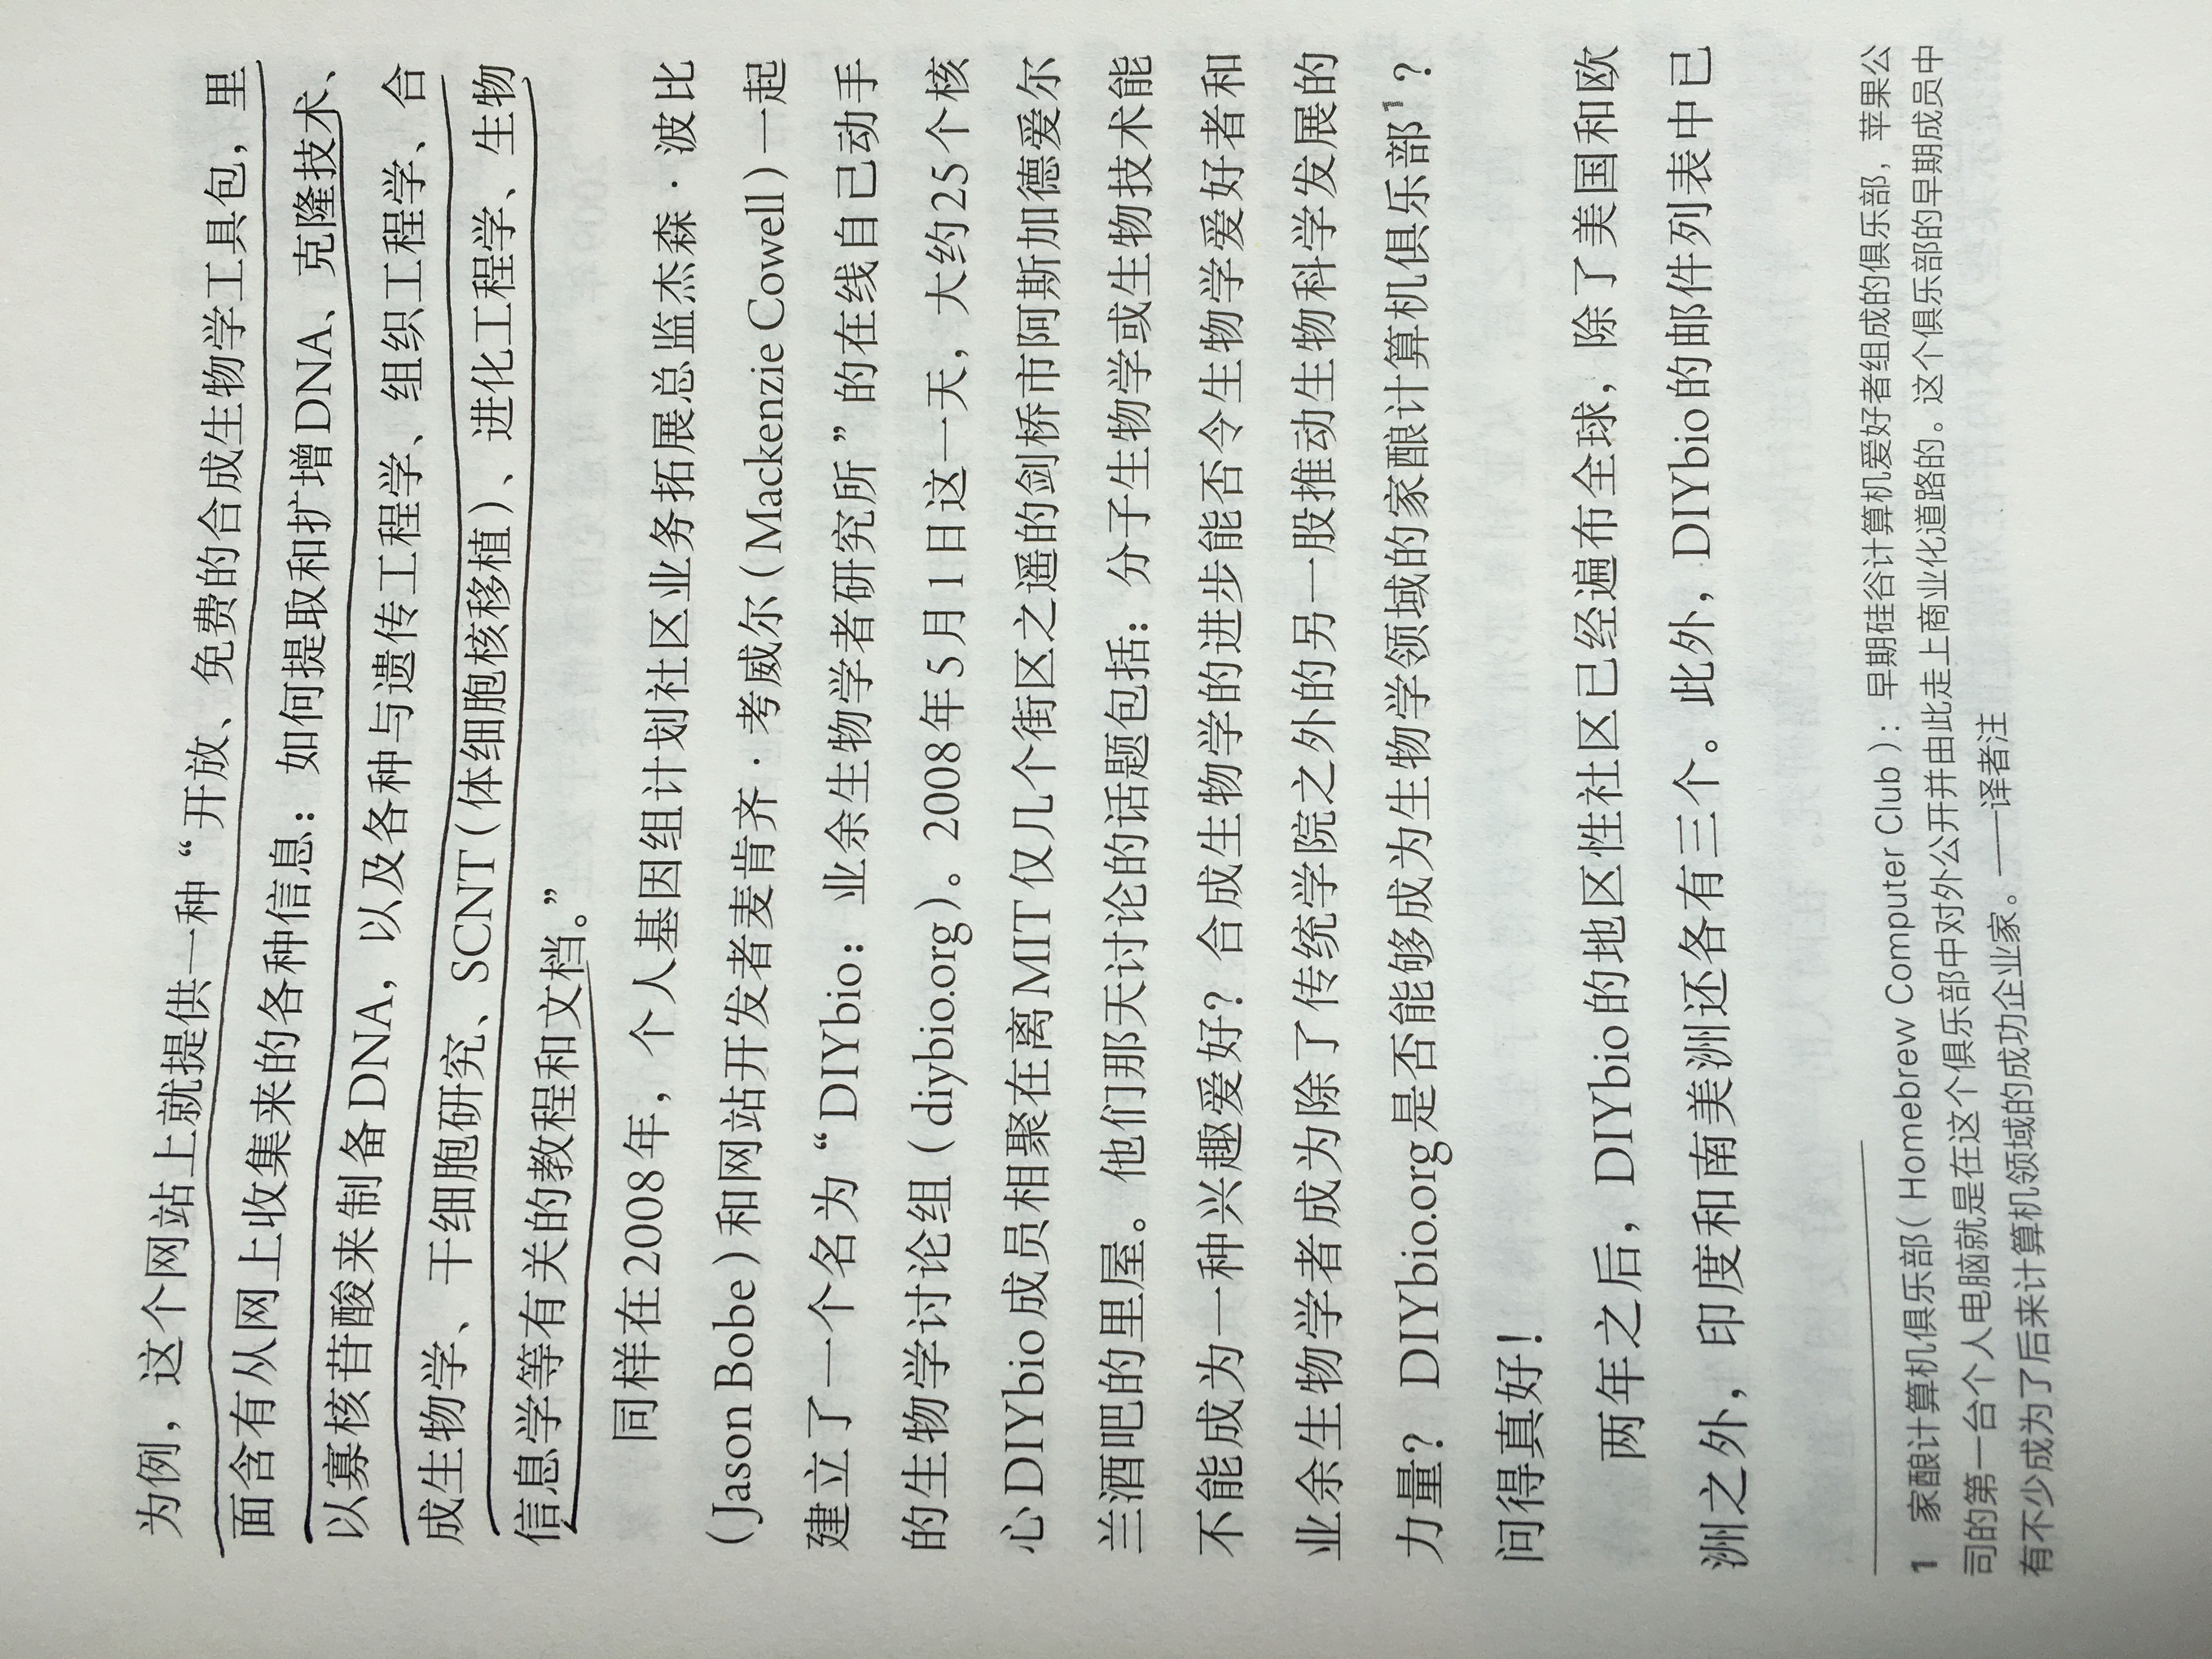 为例，这个网站上就提供一种“开放、免费的合成生物学工具包，里
面含有从网上收集来的各种信息：如何提取和扩增DNA、克隆技术、
以寡核苷酸来制备DNA，以及各种与遗传工程学、组织工程学、合
成生物学、干细胞研究、SCNT（体细胞核移植）、进化工程学、生物
信息学等有关的教程和文档。”
同样在2008年，个人基因组计划社区业务拓展总监杰森·波比
（Jason Bobe）和网站开发者麦肯齐·考威尔（Mackenzie Cowell）一起
建立了一个名为“DIYbio：业余生物学者研究所”的在线自己动手
的生物学讨论组（diybio.org）。2008年5月1日这一天，大约25个核
心DIYbio成员相聚在离MIT仅几个街区之遥的剑桥市阿斯加德爱尔
兰酒吧的里屋。他们那天讨论的话题包括：分子生物学或生物技术能
不能成为一种兴趣爱好？合成生物学的进步能否令生物学爱好者和
业余生物学者成为除了传统学院之外的另一股推动生物科学发展的
力量？DIYbio.org是否能够成为生物学领域的家酿计算机俱乐部1？
问得真好！
两年之后，DIYbio的地区性社区已经遍布全球，除了美国和欧
洲之外，印度和南美洲还各有三个。此外，DIYbio的邮件列表中已
1 家酿计算机俱乐部（Homebrew Computer Club）：早期硅谷计算机爱好者组成的俱乐部，苹果公
司的第一台个人电脑就是在这个俱乐部中对外公开并由此走上商业化道路的。这个俱乐部的早期成员中
有不少成为了后来计算机领域的成功企业家。——译者注